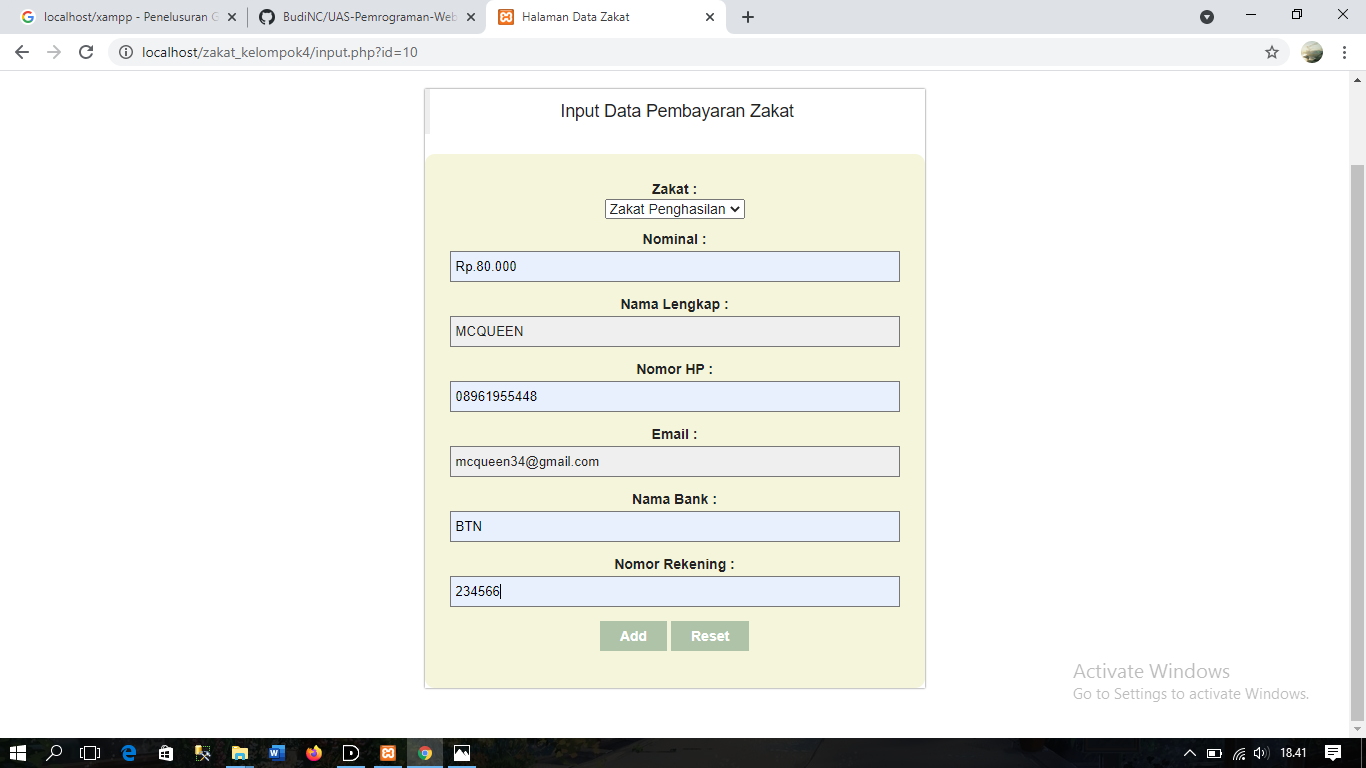 localhost/xampp - Penelusuran G
BudiNC/UAS-Pemrograman-Web
Halaman Data Zakat
localhost/zakat_kelompok4/input.php?id=10
Input Data Pembayaran Zakat
Zakat :
Zakat Penghasilan
Nominal :
Rp.80.000
Nama Lengkap :
MCQUEEN
Nomor HP :
08961955448
Email :
mcqueen34@gmail.com
Nama Bank :
BTN
Nomor Rekening :
234566
Add Reset
Activate Windows
Go to Settings to activate Windows.
18.41